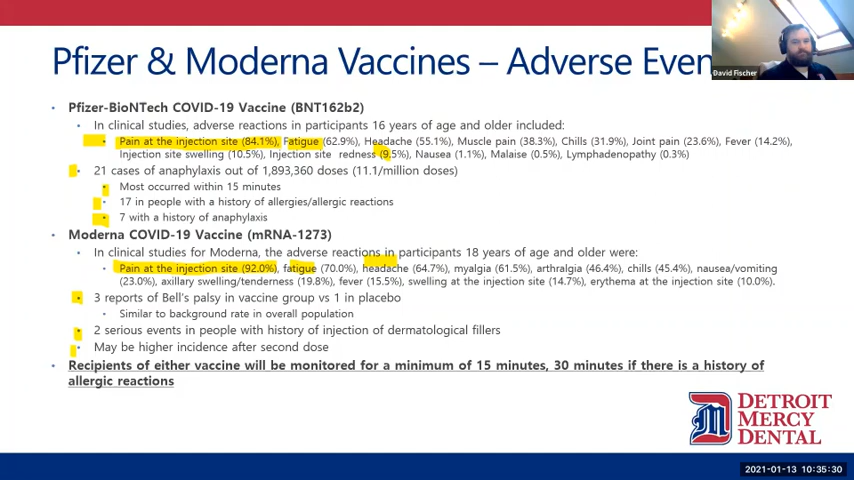 Pfizer & Moderna Vaccines – Adverse Even
David Fischer
• Pfizer-BioNTech COVID-19 Vaccine (BNT162b2)
• In clinical studies, adverse reactions in participants 16 years of age and older included:
• Pain at the injection site (84.1%), Fatigue (62.9%), Headache (55.1%), Muscle pain (38.3%), Chills (31.9%), Joint pain (23.6%), Fever (14.2%),
Injection site swelling (10.5%), Injection site redness (9.5%), Nausea (1.1%), Malaise (0.5%), Lymphadenopathy (0.3%)
• 21 cases of anaphylaxis out of 1,893,360 doses (11.1/million doses)
• Most occurred within 15 minutes
• 17 in people with a history of allergies/allergic reactions
• 7 with a history of anaphylaxis
• Moderna COVID-19 Vaccine (mRNA-1273)
• In clinical studies for Moderna, the adverse reactions in participants 18 years of age and older were:
• Pain at the injection site (92.0%), fatigue (70.0%), headache (64.7%), myalgia (61.5%), arthralgia (46.4%), chills (45.4%), nausea/vomiting
(23.0%), axillary swelling/tenderness (19.8%), fever (15.5%), swelling at the injection site (14.7%), erythema at the injection site (10.0%).
• 3 reports of Bell's palsy in vaccine group vs 1 in placebo
• Similar to background rate in overall population
• 2 serious events in people with history of injection of dermatological fillers
• May be higher incidence after second dose
• Recipients of either vaccine will be monitored for a minimum of 15 minutes, 30 minutes if there is a history of
allergic reactions
DETROIT
MERCY
DENTAL
2021-01-13 10:35:30